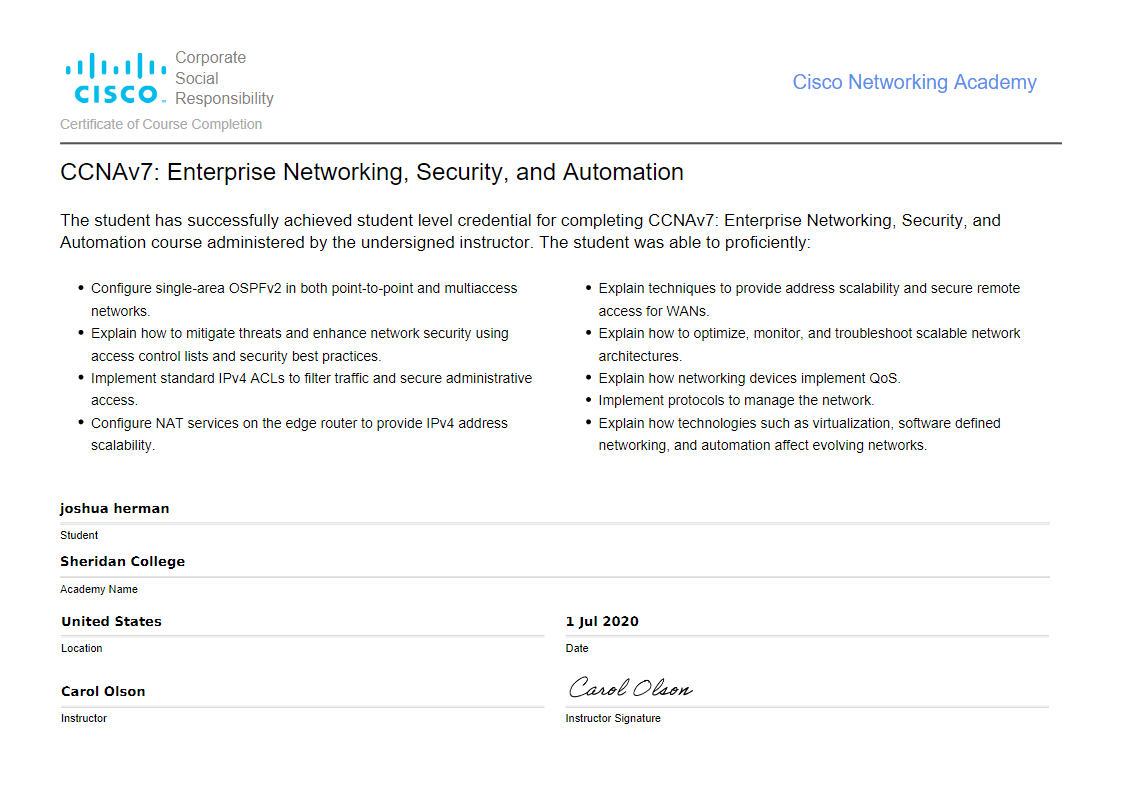 Corporate
Social
CISCO™ Responsibility
Cisco Networking Academy
Certificate of Course Completion
CCNAv7: Enterprise Networking, Security, and Automation
The student has successfully achieved student level credential for completing CCNAv7: Enterprise Networking, Security, and
Automation course administered by the undersigned instructor. The student was able to proficiently:
• Configure single-area OSPFv2 in both point-to-point and multiaccess
networks.
• Explain how to mitigate threats and enhance network security using
access control lists and security best practices.
• Implement standard IPv4 ACLs to filter traffic and secure administrative
access.
• Configure NAT services on the edge router to provide IPv4 address
scalability.
• Explain techniques to provide address scalability and secure remote
access for WANs.
• Explain how to optimize, monitor, and troubleshoot scalable network
architectures.
• Explain how networking devices implement QoS.
• Implement protocols to manage the network.
• Explain how technologies such as virtualization, software defined
networking, and automation affect evolving networks.
joshua herman
Student
Sheridan College
Academy Name
United States
Location
1 Jul 2020
Date
Carol Olson
Instructor
Carol Olson
Instructor Signature